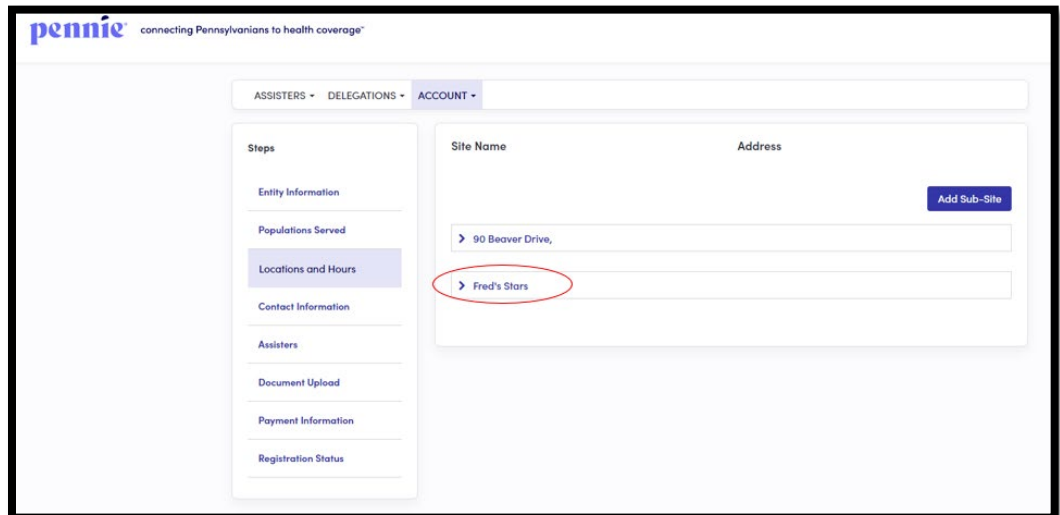 pennie® connecting Pennsylvanians to health coverage™
ASSISTERS DELEGATIONS ACCOUNT
Steps
Entity Information
Populations Served
Locations and Hours
Contact Information
Assisters
Document Upload
Payment Information
Registration Status
Site Name Address
Add Sub-Site
90 Beaver Drive,
Fred's Stars